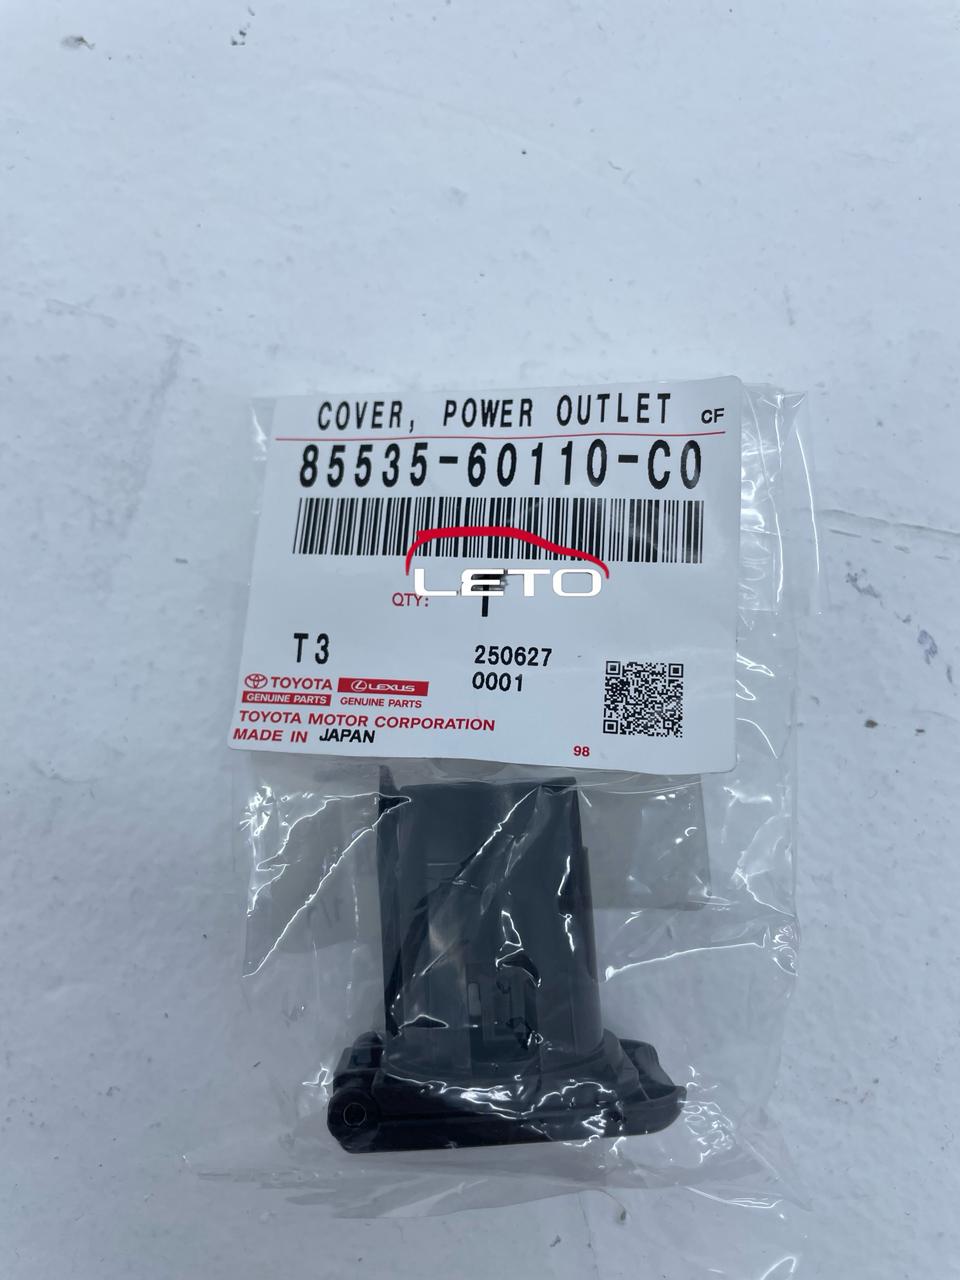 COVER, POWER OUTLET CF
85535-60110-C0
LETO
QTY: 1
T3 250627
0001
TOYOTA LEXUS
GENUINE PARTS GENUINE PARTS
TOYOTA MOTOR CORPORATION
MADE IN JAPAN
98